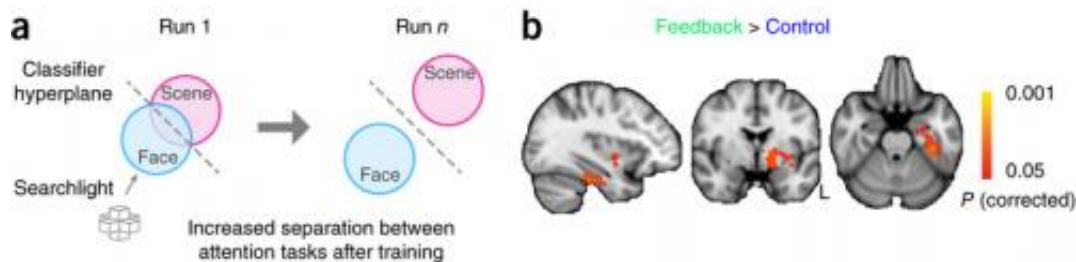 a
Run 1
Run n
Classifier
hyperplane
Scene
Face
Searchlight
Scene
Face
Increased separation between
attention tasks after training
b
Feedback > Control
L
0.001
0.05
P (corrected)